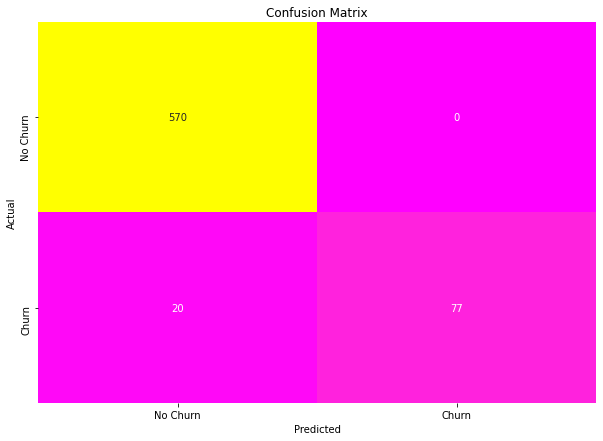 Confusion Matrix
Actual
No Churn
570
0
Churn
20
77
No Churn
Churn
Predicted